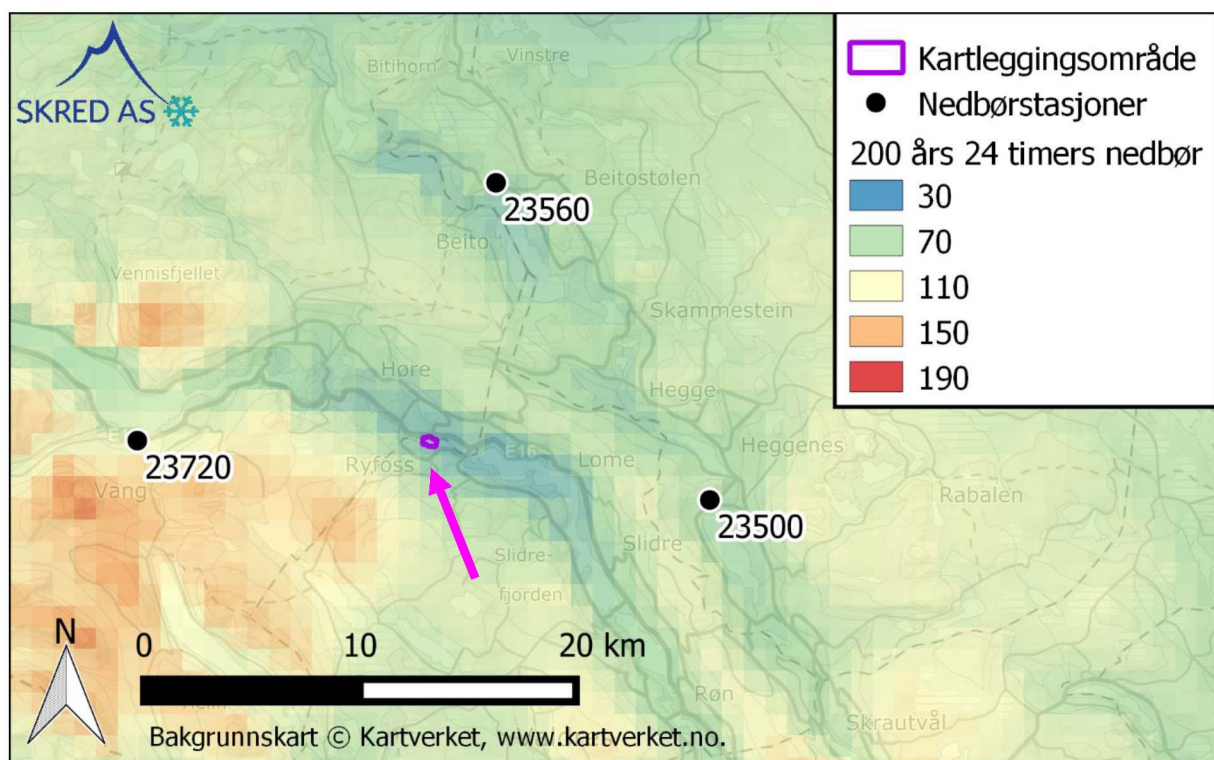 SKRED AS
Bitihorn
Vinstre
23560
Beitostølen
Beito
Vennisfjellet
Skammestein
Høre
Hegge
E16
Lome
Heggenes
Ryfoss
23720
Vang
Rabalen
23500
Slidre
Slidre-
fjorden
N
0 10 20 km
Røn
Skrautvål
Bakgrunnskart © Kartverket, www.kartverket.no.
Kartleggingsområde
Nedbørstasjoner
200 års 24 timers nedbør
30
70
110
150
190